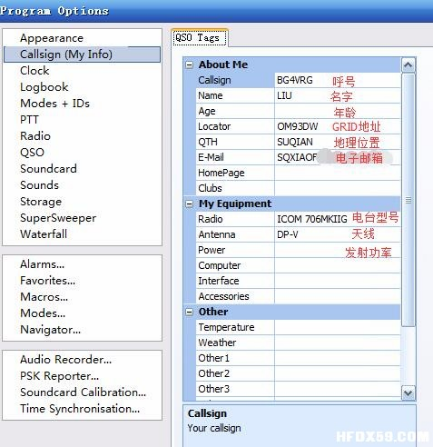 Program Options
Appearance
Callsign (My Info)
Clock
Logbook
Modes + IDs
PTT
Radio
QSO
Soundcard
Sounds
Storage
SuperSweeper
Waterfall
Alarms...
Favorites...
Macros...
Modes...
Navigator...
Audio Recorder...
PSK Reporter...
Soundcard Calibration...
Time Synchronisation...
QSO Tags
About Me
Callsign BG4VRG 呼号
Name LIU 名字
Age 年龄
Locator OM93DW GRID地址
QTH SUQIAN 地理位置
E-Mail SQXIAOF 电子邮箱
HomePage
Clubs
My Equipment
Radio ICOM 706MKIIG 电台型号
Antenna DP-V 天线
Power 发射功率
Computer
Interface
Accessories
Other
Temperature
Weather
Other1
Other2
Other3
Callsign
Your callsign
HFDX59.COM